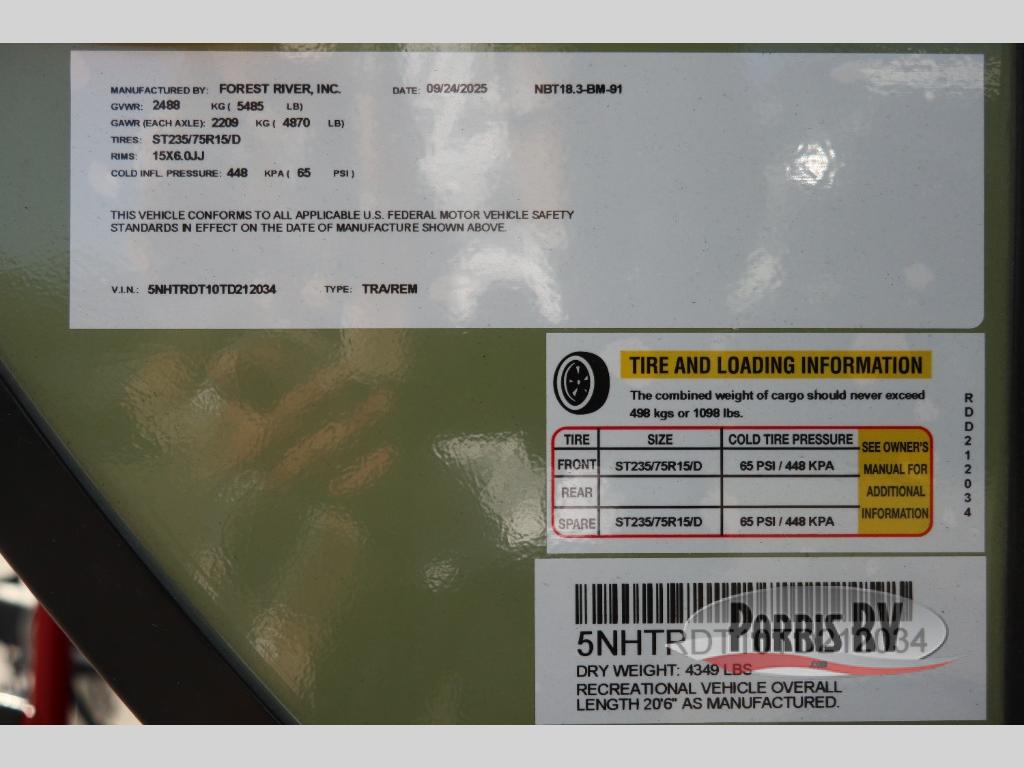 MANUFACTURED BY: FOREST RIVER, INC. DATE: 09/24/2025 NBT18.3-BM-91
GVWR: 2488 KG ( 5485 LB)
GAWR (EACH AXLE): 2209 KG ( 4870 LB)
TIRES: ST235/75R15/D
RIMS: 15X6.0JJ
COLD INFL. PRESSURE: 448 KPA ( 65 PSI )
THIS VEHICLE CONFORMS TO ALL APPLICABLE U.S. FEDERAL MOTOR VEHICLE SAFETY
STANDARDS IN EFFECT ON THE DATE OF MANUFACTURE SHOWN ABOVE.
V.I.N.: 5NHTRDT10TD212034 TYPE: TRA/REM
TIRE AND LOADING INFORMATION
The combined weight of cargo should never exceed
498 kgs or 1098 lbs.
TIRE SIZE COLD TIRE PRESSURE
FRONT ST235/75R15/D 65 PSI / 448 KPA
REAR
SPARE ST235/75R15/D 65 PSI / 448 KPA
SEE OWNER'S
MANUAL FOR
ADDITIONAL
INFORMATION
RDD212034
5NHTRDT10TD212034
PARRIS RV
.com
DRY WEIGHT: 4349 LBS
RECREATIONAL VEHICLE OVERALL
LENGTH 20'6" AS MANUFACTURED.